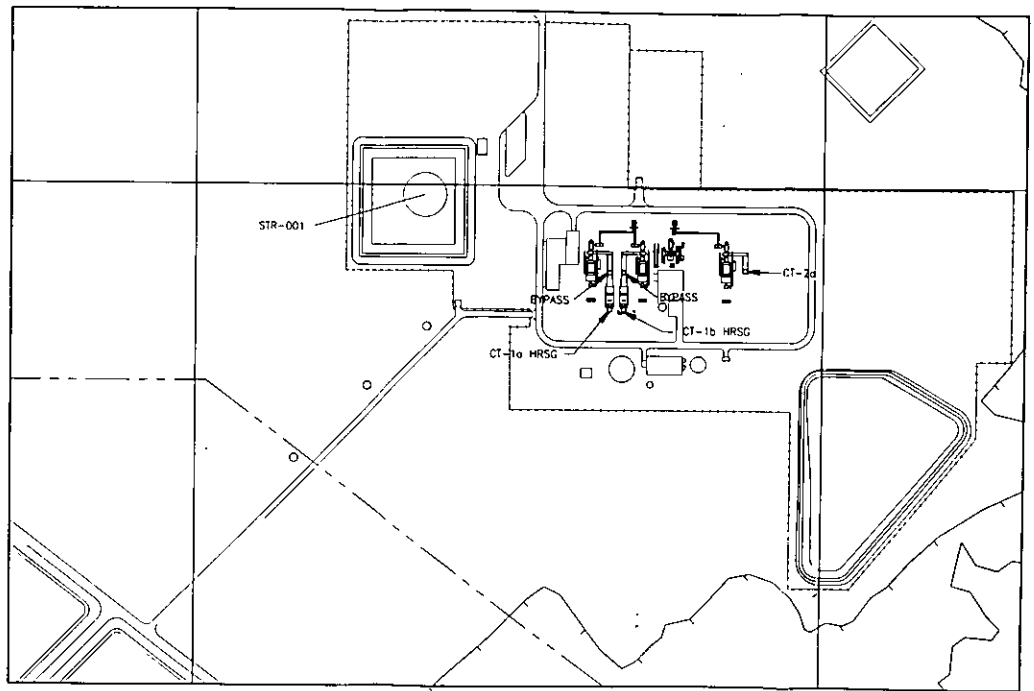 STR-001
CT-2a
BYPASS
BYPASS
CT-1b HRSG
CT-1a HRSG